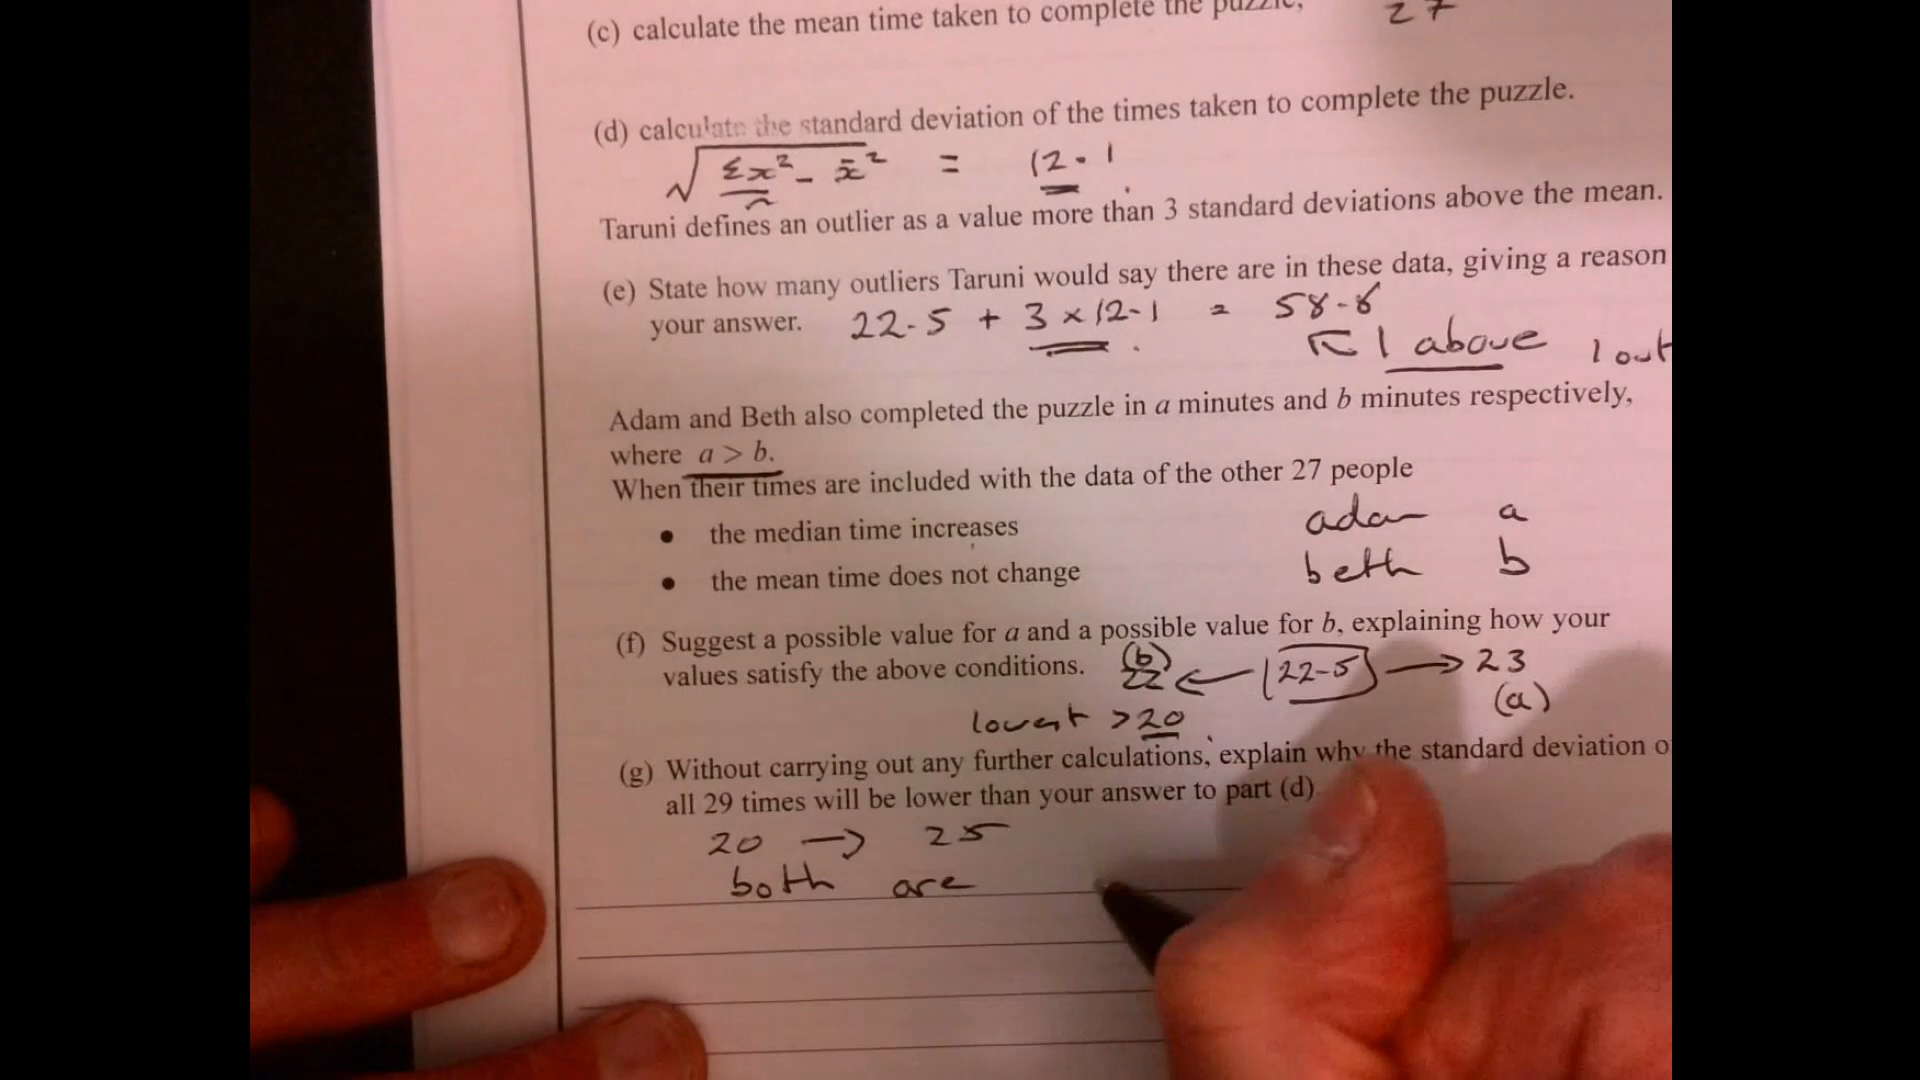 (c) calculate the mean time taken to complete the puzzle, 27
(d) calculate the standard deviation of the times taken to complete the puzzle.
√ Σx² - x̄² = 12.1
n
Taruni defines an outlier as a value more than 3 standard deviations above the mean.
(e) State how many outliers Taruni would say there are in these data, giving a reason
your answer. 22.5 + 3 × 12.1 = 58.8
↖ 1 above 1 out
Adam and Beth also completed the puzzle in a minutes and b minutes respectively,
where a > b.
When their times are included with the data of the other 27 people
• the median time increases
adam a
• the mean time does not change
beth b
(f) Suggest a possible value for a and a possible value for b, explaining how your
values satisfy the above conditions. (b) 22 ← 22.5 → 23
(a)
lowest > 20
(g) Without carrying out any further calculations, explain why the standard deviation o
all 29 times will be lower than your answer to part (d)
20 → 25
both are